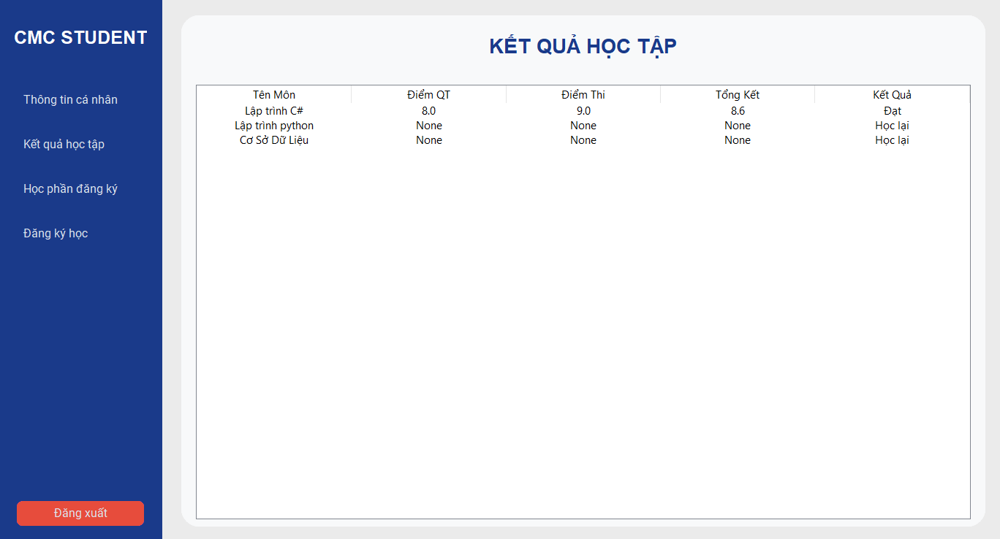 CMC STUDENT
Thông tin cá nhân
Kết quả học tập
Học phần đăng ký
Đăng ký học
Đăng xuất
KẾT QUẢ HỌC TẬP
Tên Môn Điểm QT Điểm Thi Tổng Kết Kết Quả
Lập trình C# 8.0 9.0 8.6 Đạt
Lập trình python None None None Học lại
Cơ Sở Dữ Liệu None None None Học lại